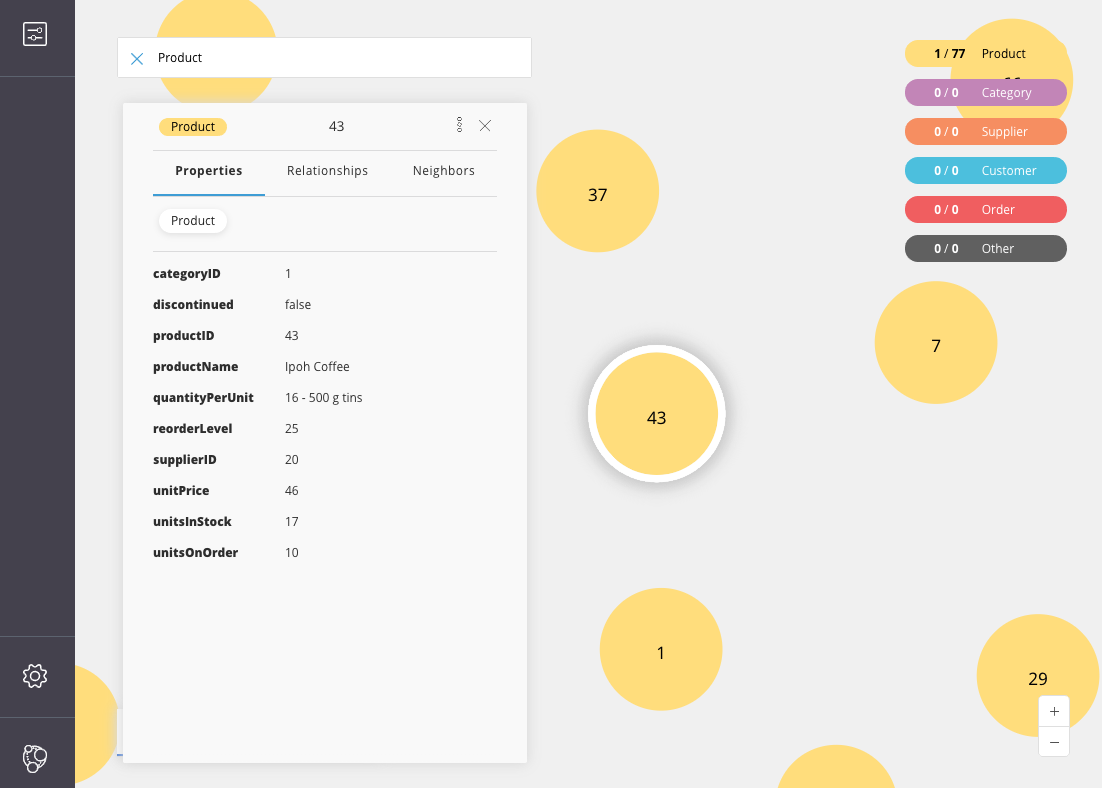 Product
Product 43
Properties Relationships Neighbors
Product
categoryID 1
discontinued false
productID 43
productName Ipoh Coffee
quantityPerUnit 16 - 500 g tins
reorderLevel 25
supplierID 20
unitPrice 46
unitsInStock 17
unitsOnOrder 10
1 / 77 Product
0 / 0 Category
0 / 0 Supplier
0 / 0 Customer
0 / 0 Order
0 / 0 Other
37
7
43
1
29
+
−